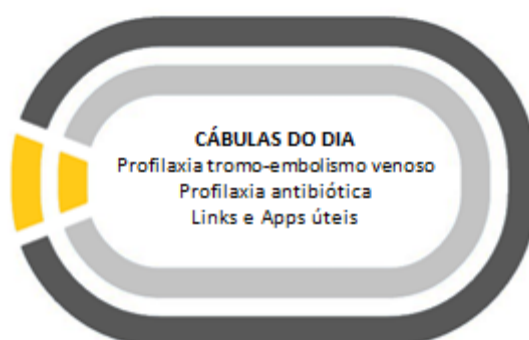 CÁBULAS DO DIA
Profilaxia tromo-embolismo venoso
Profilaxia antibiótica
Links e Apps úteis